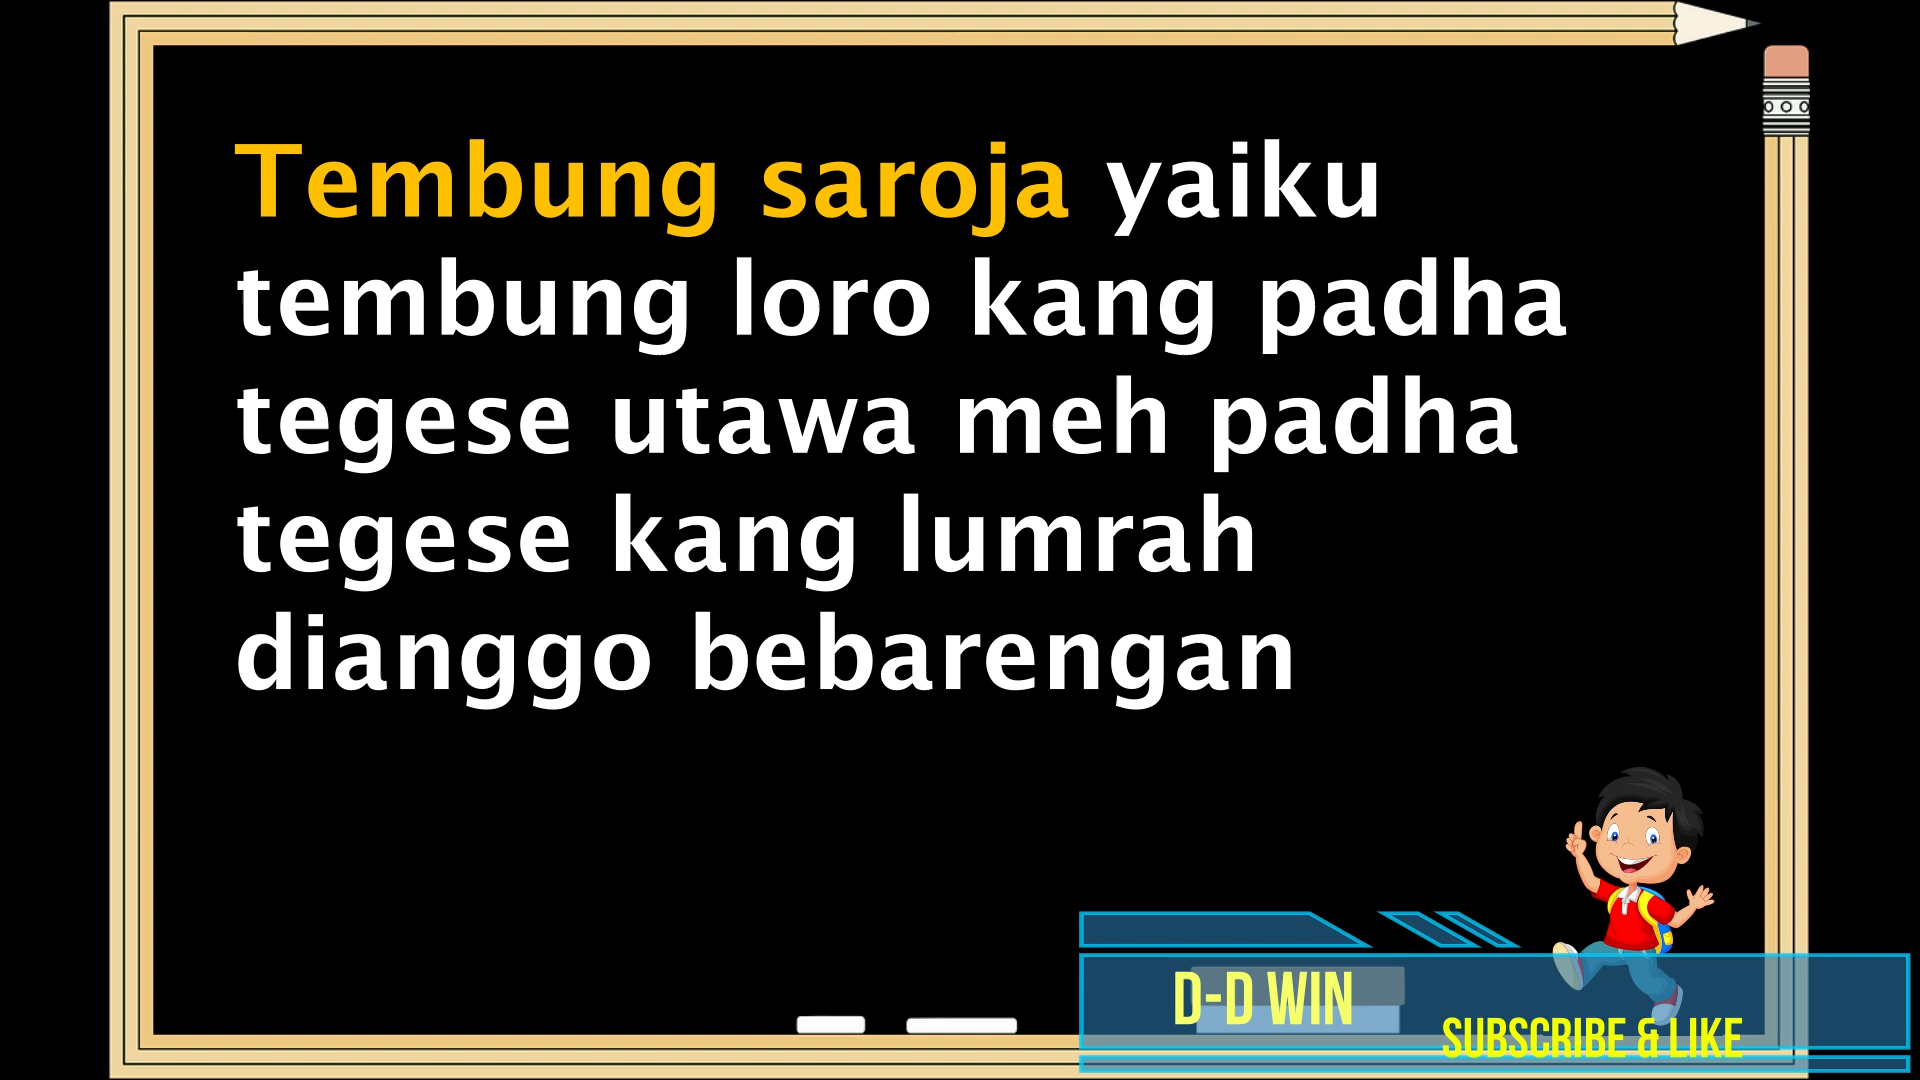 Tembung saroja yaiku
tembung loro kang padha
tegese utawa meh padha
tegese kang lumrah
dianggo bebarengan
D-D WIN
SUBSCRIBE & LIKE